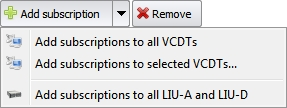 Add subscription Remove
Add subscriptions to all VCDTs
Add subscriptions to selected VCDTs...
Add subscriptions to all LIU-A and LIU-D